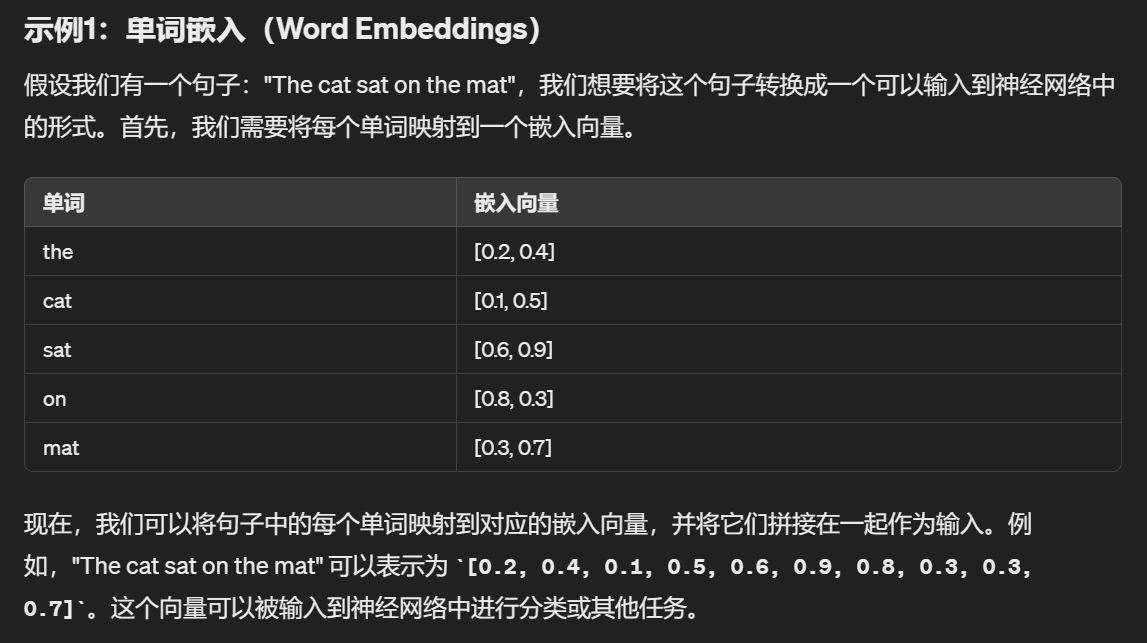 示例1：单词嵌入（Word Embeddings）
假设我们有一个句子："The cat sat on the mat"，我们想要将这个句子转换成一个可以输入到神经网络中
的形式。首先，我们需要将每个单词映射到一个嵌入向量。
单词 嵌入向量
the [0.2, 0.4]
cat [0.1, 0.5]
sat [0.6, 0.9]
on [0.8, 0.3]
mat [0.3, 0.7]
现在，我们可以将句子中的每个单词映射到对应的嵌入向量，并将它们拼接在一起作为输入。例
如，"The cat sat on the mat" 可以表示为 `[0.2, 0.4, 0.1, 0.5, 0.6, 0.9, 0.8, 0.3, 0.3,
0.7]`。这个向量可以被输入到神经网络中进行分类或其他任务。